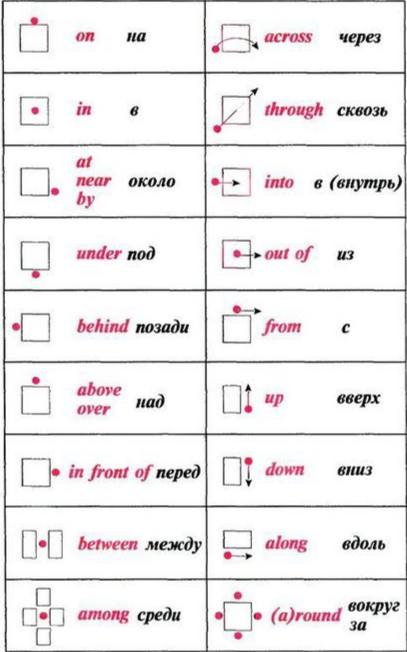 on на
across через
in в
through сквозь
at
near около
by
into в (внутрь)
under под
out of из
behind позади
from с
above
over над
up вверх
in front of перед
down вниз
between между
along вдоль
among среди
(a)round вокруг
за